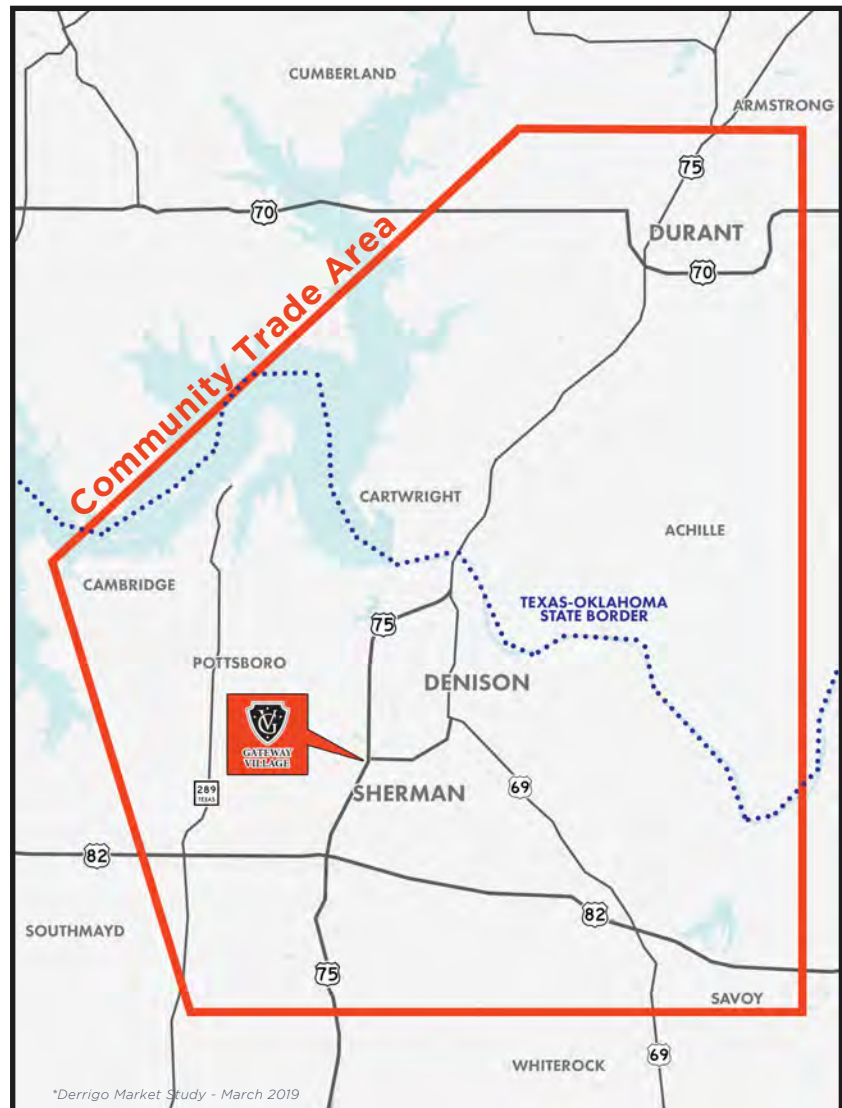 CUMBERLAND
ARMSTRONG
75
70
DURANT
70
Community Trade Area
CARTWRIGHT
ACHILLE
CAMBRIDGE
TEXAS-OKLAHOMA
STATE BORDER
75
POTTSBORO
DENISON
VG
GATEWAY
VILLAGE
289
TEXAS
SHERMAN
69
82
82
SOUTHMAYD
75
SAVOY
69
WHITEROCK
*Derrigo Market Study - March 2019